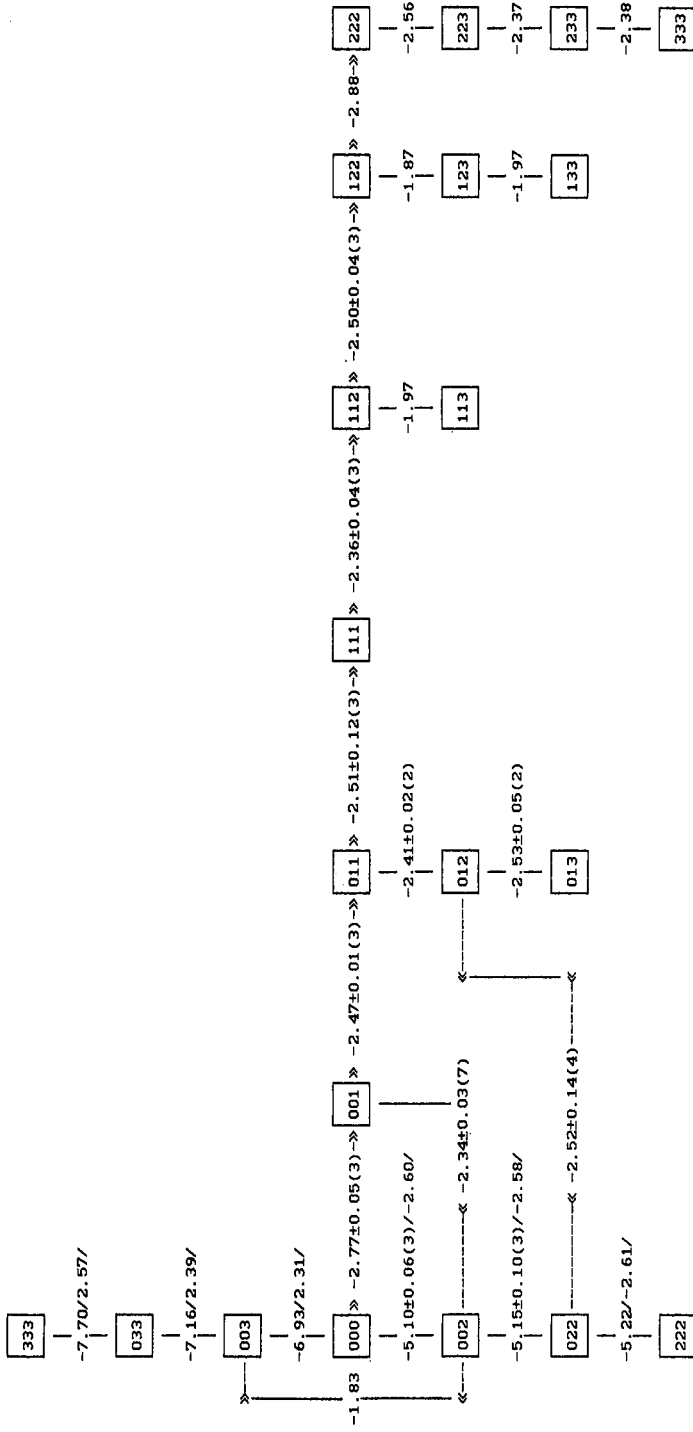 333
-7.70/2.57/
033
-7.16/2.39/
003
-6.93/2.31/
000 -2.77±0.05(3) 001 -2.47±0.01(3) 011 -2.51±0.12(3) 111 -2.36±0.04(3) 112 -2.50±0.04(3) 122 -2.88 222
-1.83 -5.10±0.06(3)/-2.60/ -2.41±0.02(2) -1.97 -1.87 -2.56
002 -2.34±0.03(7) 012 113 123 223
-5.15±0.10(3)/-2.58/ -2.53±0.05(2) -1.97 -2.37
022 -2.52±0.14(4) 013 133 233
-5.22/-2.61/ -2.38
222 333